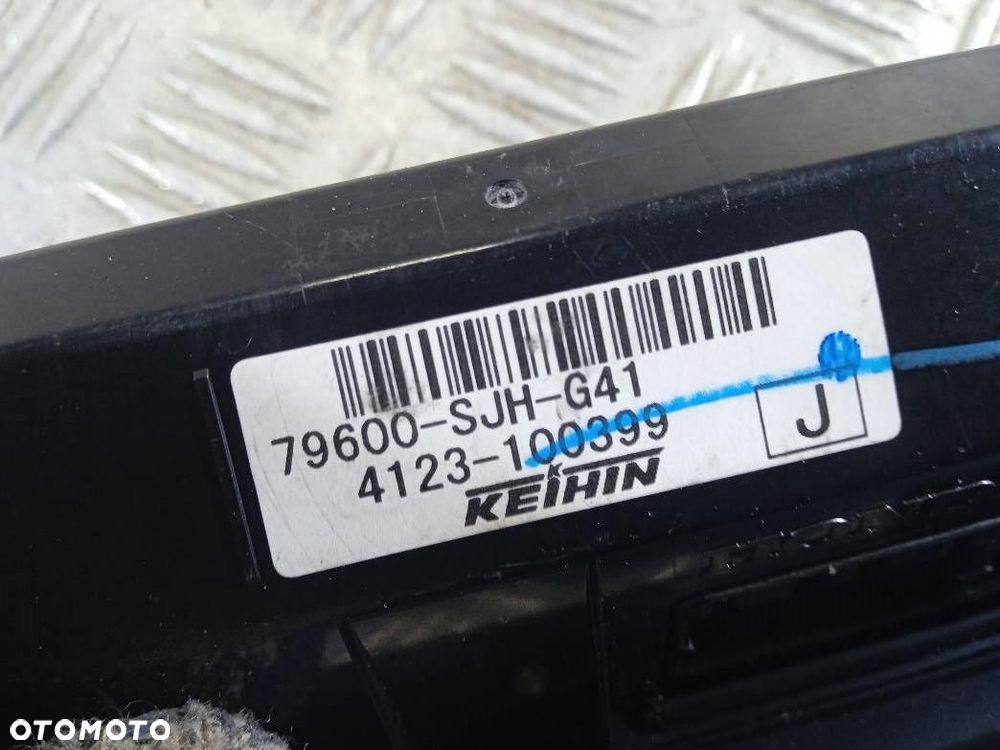 79600-SJH-G41
4123-100399
KEIHIN
J
OTOMOTO